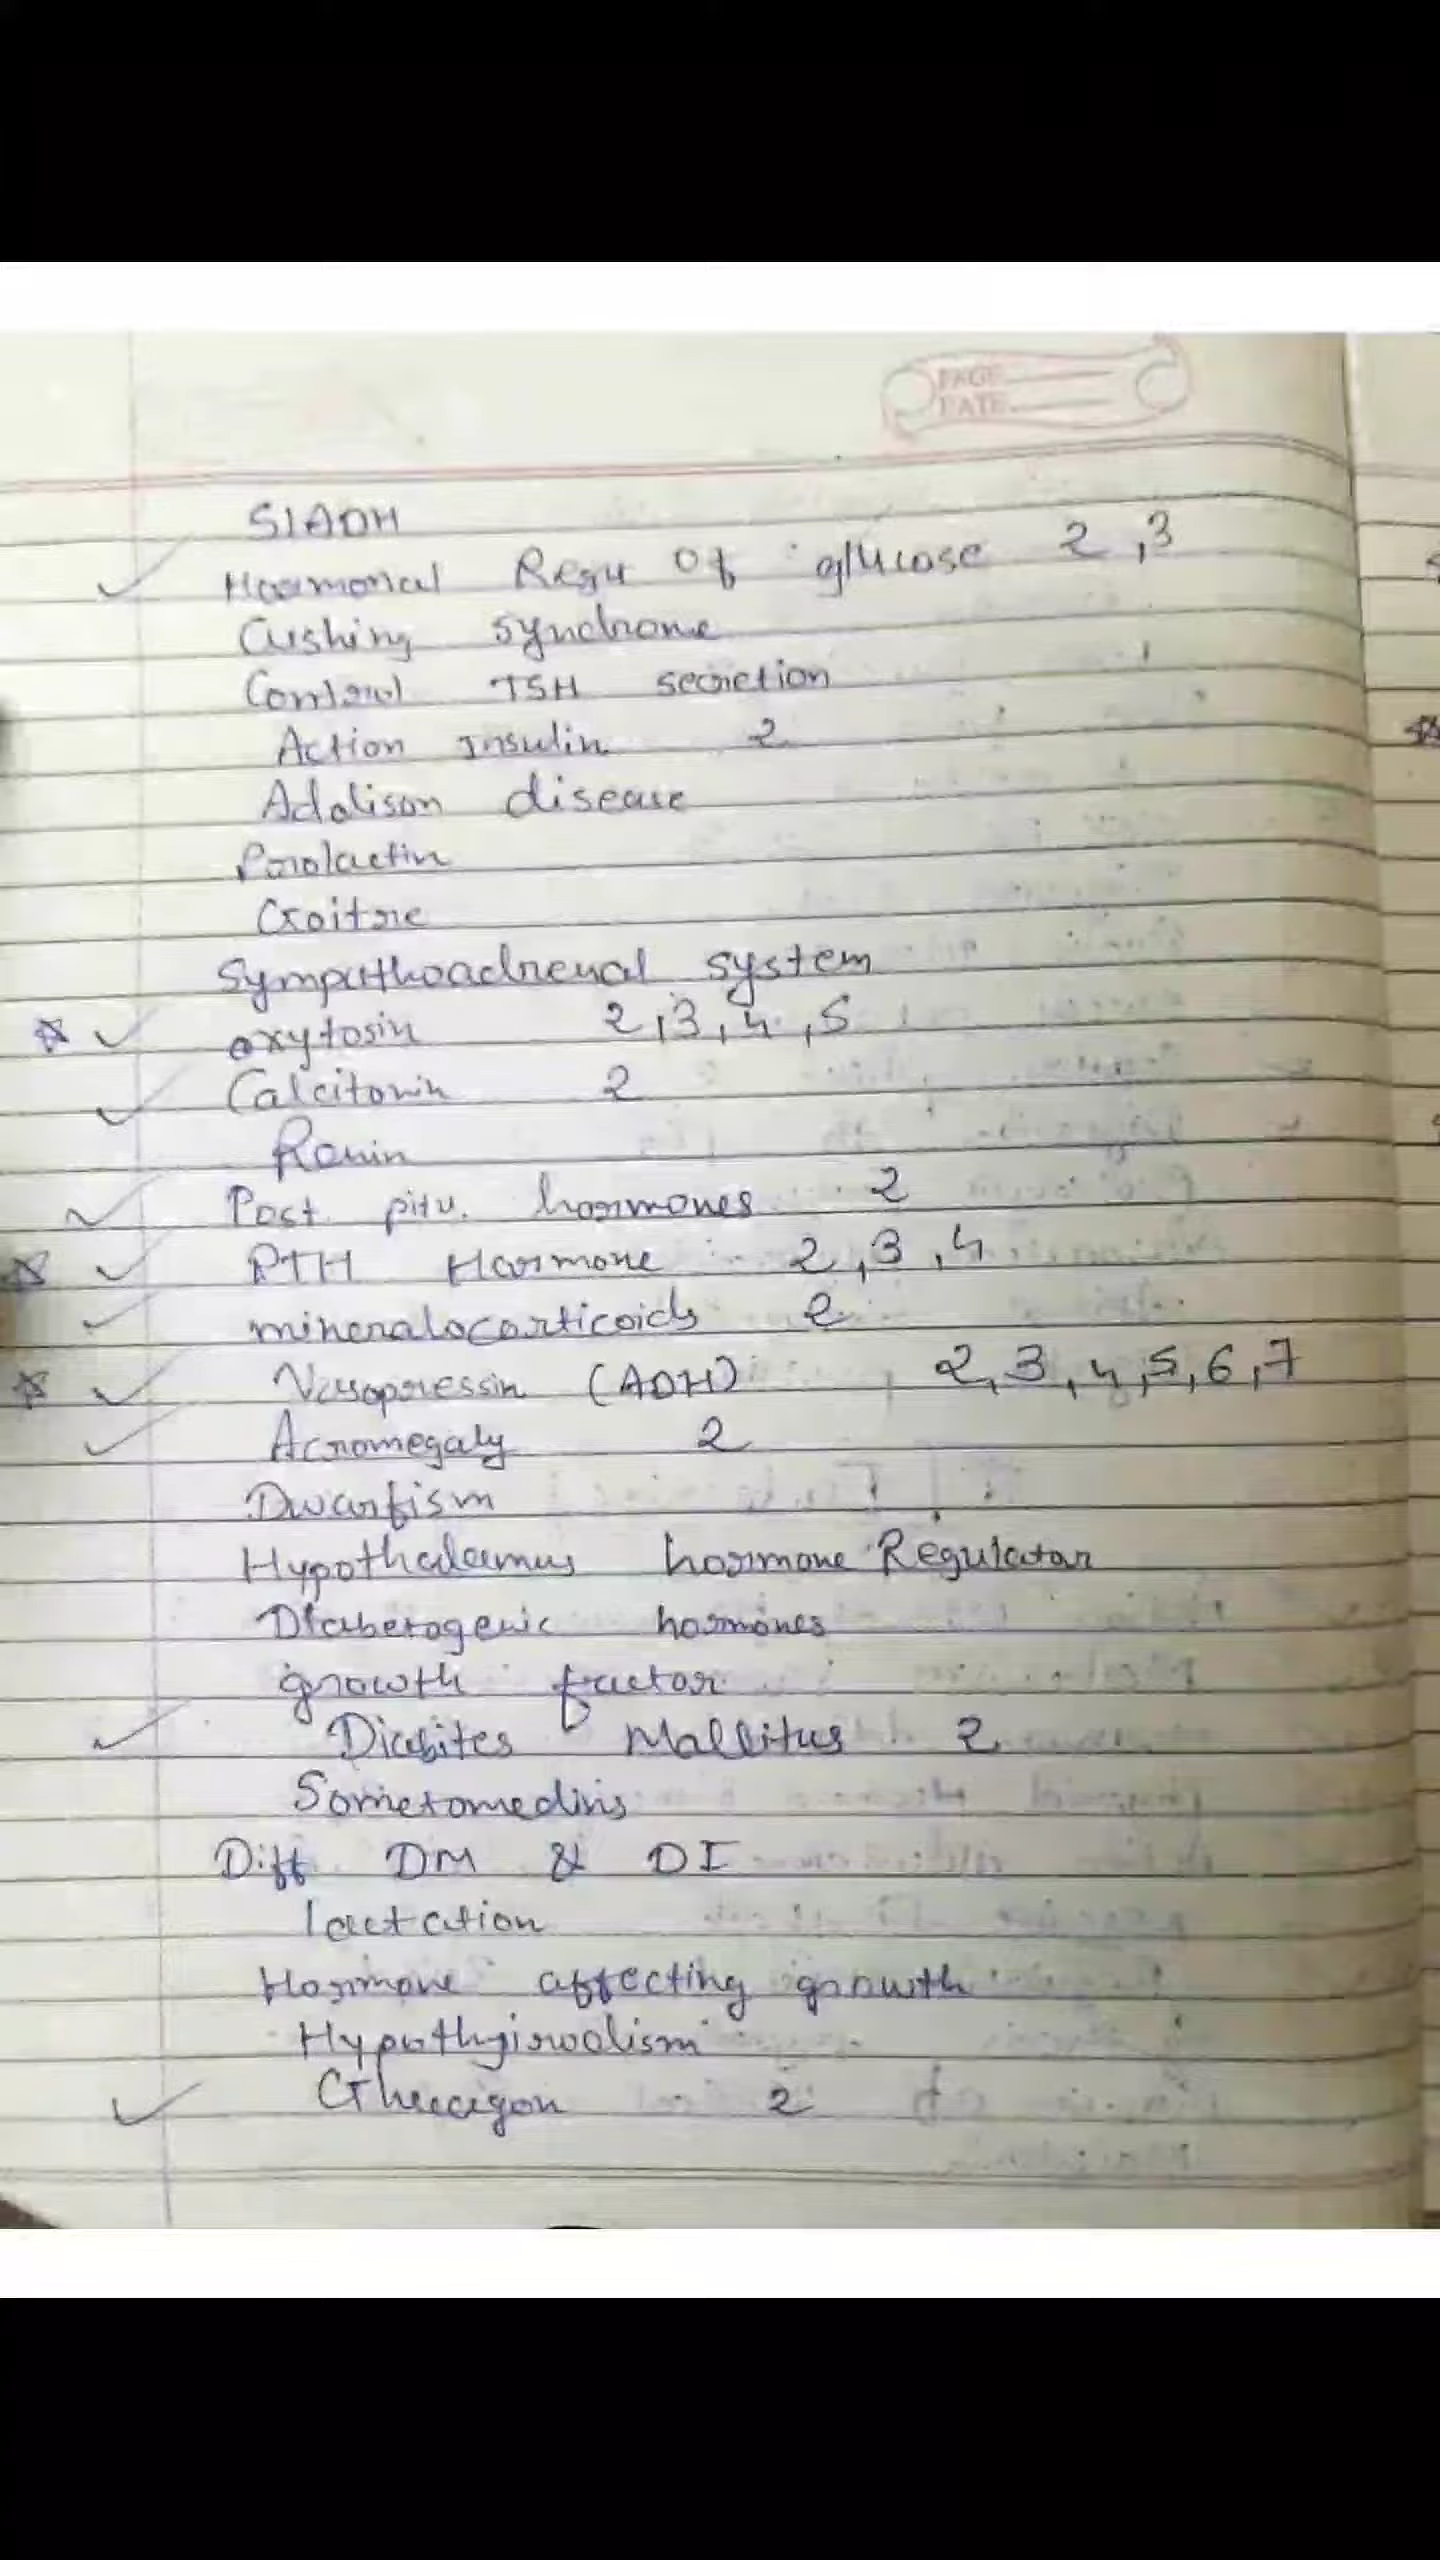 PAGE
DATE
SIADH
Hormonal Regu of glucose 2,3
Cushing syndrome
Control TSH secretion
Action Insulin 2
Addison disease
Prolactin
Goitre
Sympathoadrenal system
oxytosin 2,3,4,5
Calcitonin 2
Renin
Post. pitu. hormones 2
PTH Hormone 2,3,4
mineralocorticoids 2
Vasopressin (ADH) 2,3,4,5,6,7
Acromegaly 2
Dwarfism
Hypothalamus hormone Regulator
Diabetogenic hormones
growth factor
Diabites Mallitus 2
Sometomedins
Diff DM & DI
lactation
Hormone affecting growth
Hypothyiroidism
Glucagon 2